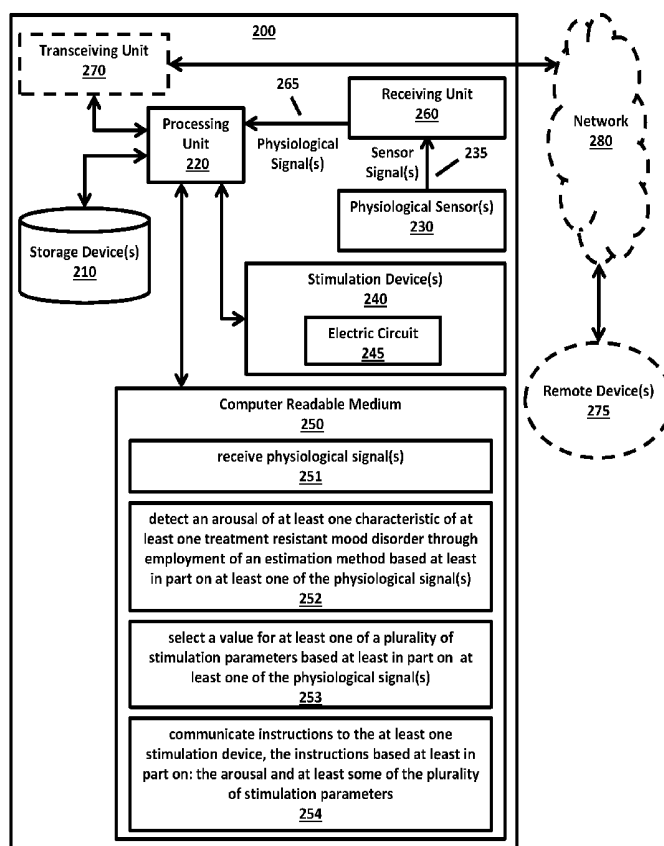 200
Transceiving Unit
270
265
Receiving Unit
260
Network
280
Processing
Unit
220
Physiological
Signal(s)
Sensor
Signal(s)
235
Physiological Sensor(s)
230
Storage Device(s)
210
Stimulation Device(s)
240
Electric Circuit
245
Remote Device(s)
275
Computer Readable Medium
250
receive physiological signal(s)
251
detect an arousal of at least one characteristic of at
least one treatment resistant mood disorder through
employment of an estimation method based at least
in part on at least one of the physiological signal(s)
252
select a value for at least one of a plurality of
stimulation parameters based at least in part on at
least one of the physiological signal(s)
253
communicate instructions to the at least one
stimulation device, the instructions based at least in
part on: the arousal and at least some of the plurality
of stimulation parameters
254